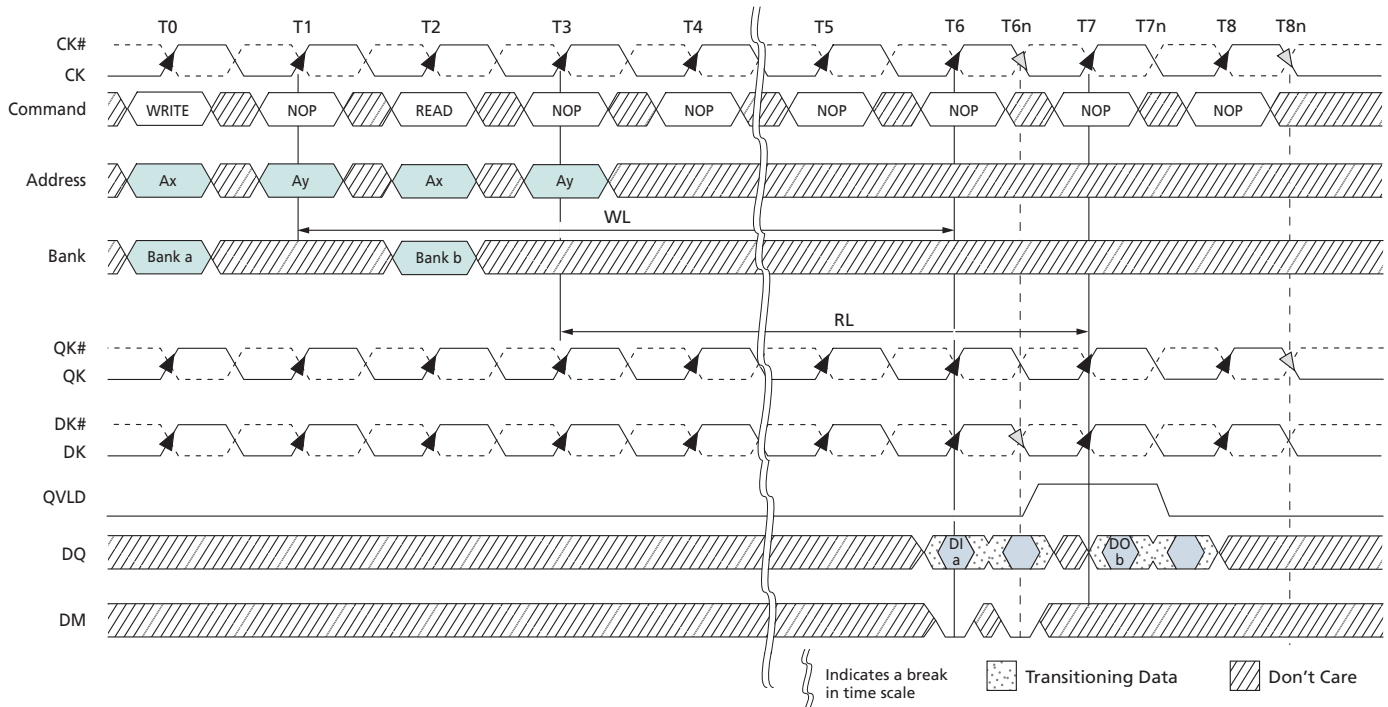 T0 T1 T2 T3 T4 T5 T6 T6n T7 T7n T8 T8n
CK#
CK
Command WRITE NOP READ NOP NOP NOP NOP NOP NOP
Address Ax Ay Ax Ay
WL
Bank Bank a Bank b
RL
QK#
QK
DK#
DK
QVLD
DQ DI a DO b
DM
Indicates a break
in time scale
Transitioning Data
Don't Care